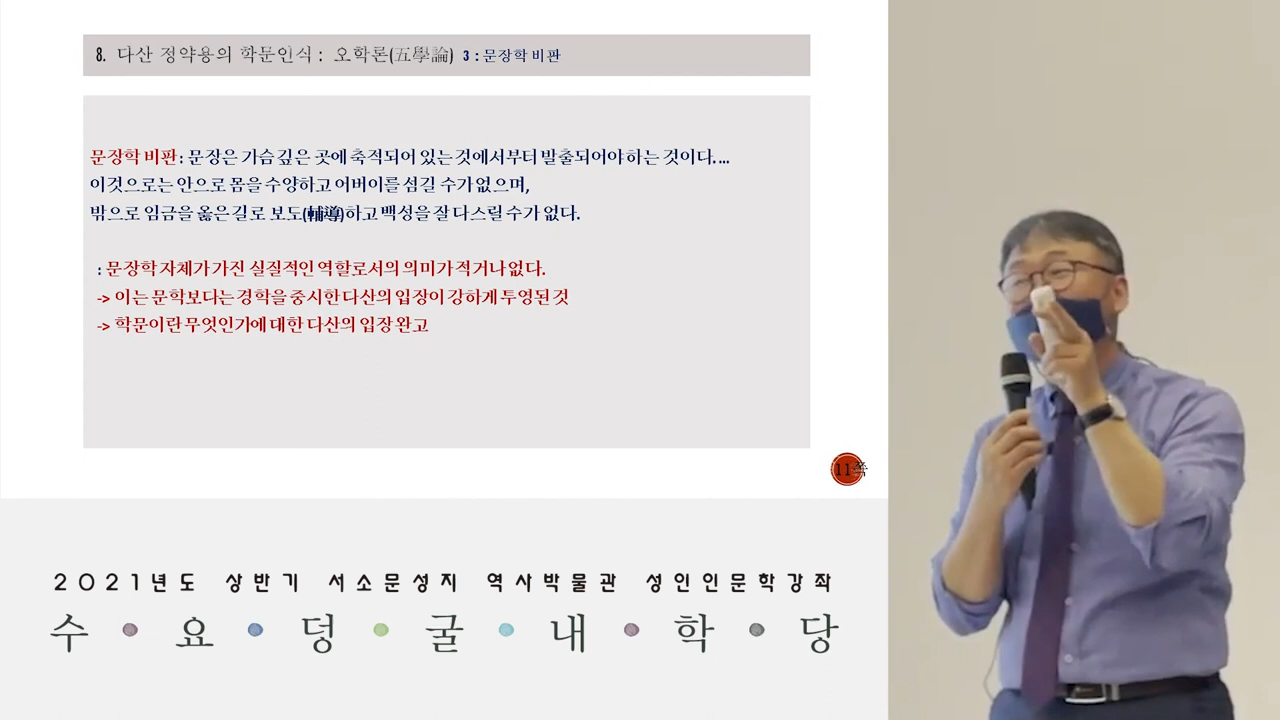 8. 다산 정약용의 학문인식 : 오학론(五學論) 3 : 문장학 비판
문장학 비판 : 문장은 가슴 깊은 곳에 축적되어 있는 것에서부터 발출되어야 하는 것이다. ...
이것으로는 안으로 몸을 수양하고 어버이를 섬길 수가 없으며,
밖으로 임금을 옳은 길로 보도(輔導)하고 백성을 잘 다스릴 수가 없다.
: 문장학 자체가 가진 실질적인 역할로서의 의미가 적거나 없다.
-> 이는 문학보다는 경학을 중시한 다산의 입장이 강하게 투영된 것
-> 학문이란 무엇인가에 대한 다산의 입장 완고
11쪽
2021년도 상반기 서소문성지 역사박물관 성인인문학강좌
수•요•덩•굴•내•학•당